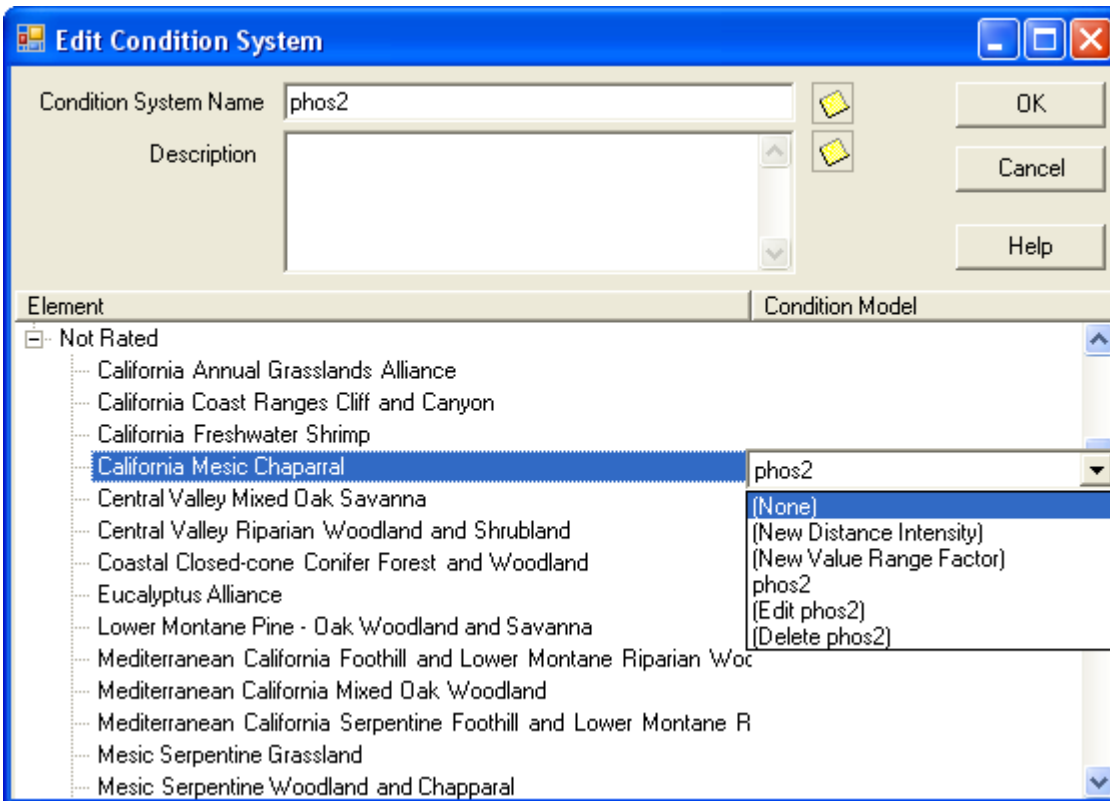 Edit Condition System
Condition System Name phos2 OK
Description Cancel
Help
Element Condition Model
Not Rated
California Annual Grasslands Alliance
California Coast Ranges Cliff and Canyon
California Freshwater Shrimp
California Mesic Chaparral phos2
Central Valley Mixed Oak Savanna (None)
Central Valley Riparian Woodland and Shrubland (New Distance Intensity)
Coastal Closed-cone Conifer Forest and Woodland (New Value Range Factor)
Eucalyptus Alliance phos2
Lower Montane Pine - Oak Woodland and Savanna (Edit phos2)
(Delete phos2)
Mediterranean California Foothill and Lower Montane Riparian Woo
Mediterranean California Mixed Oak Woodland
Mediterranean California Serpentine Foothill and Lower Montane R
Mesic Serpentine Grassland
Mesic Serpentine Woodland and Chapparal